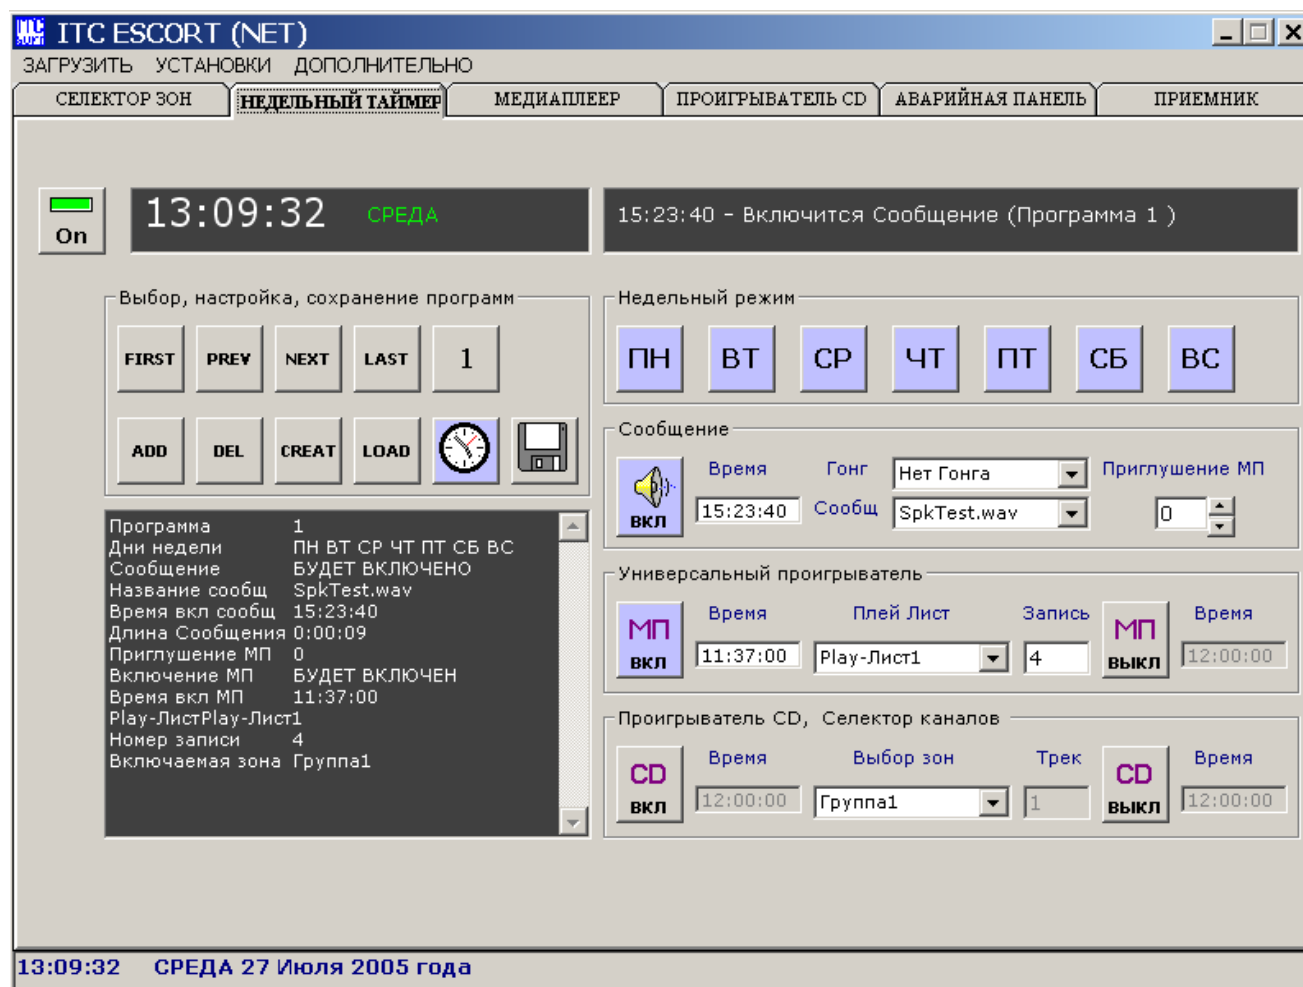 ITC SOFT ITC ESCORT (NET)
ЗАГРУЗИТЬ УСТАНОВКИ ДОПОЛНИТЕЛЬНО
СЕЛЕКТОР ЗОН НЕДЕЛЬНЫЙ ТАЙМЕР МЕДИАПЛЕЕР ПРОИГРЫВАТЕЛЬ CD АВАРИЙНАЯ ПАНЕЛЬ ПРИЕМНИК
On 13:09:32 СРЕДА 15:23:40 - Включится Сообщение (Программа 1 )
Выбор, настройка, сохранение программ
FIRST PREV NEXT LAST 1
ADD DEL CREAT LOAD
Программа 1
Дни недели ПН ВТ СР ЧТ ПТ СБ ВС
Сообщение БУДЕТ ВКЛЮЧЕНО
Название сообщ SpkTest.wav
Время вкл сообщ 15:23:40
Длина Сообщения 0:00:09
Приглушение МП 0
Включение МП БУДЕТ ВКЛЮЧЕН
Время вкл МП 11:37:00
Play-ЛистPlay-Лист1
Номер записи 4
Включаемая зона Группа1
Недельный режим
ПН ВТ СР ЧТ ПТ СБ ВС
Сообщение
Время Гонг Нет Гонга Приглушение МП
вкл 15:23:40 Сообщ SpkTest.wav 0
Универсальный проигрыватель
Время Плей Лист Запись Время
МП вкл 11:37:00 Play-Лист1 4 МП выкл 12:00:00
Проигрыватель CD, Селектор каналов
Время Выбор зон Трек Время
CD вкл 12:00:00 Группа1 1 CD выкл 12:00:00
13:09:32 СРЕДА 27 Июля 2005 года